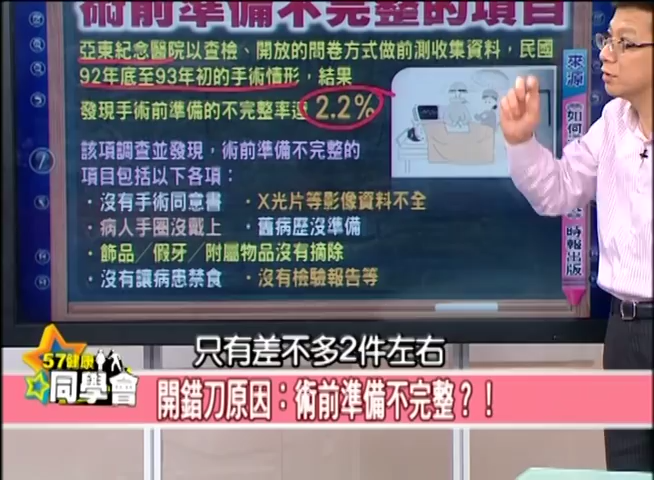 術前準備不完整的項目
亞東紀念醫院以查檢、開放的問卷方式做前測收集資料，民國
92年底至93年初的手術情形，結果
發現手術前準備的不完整率達2.2%
該項調查並發現，術前準備不完整的
項目包括以下各項：
·沒有手術同意書 ·X光片等影像資料不全
·病人手圈沒戴上 ·舊病歷沒準備
·飾品／假牙／附屬物品沒有摘除
·沒有讓病患禁食 ·沒有檢驗報告等
來源
如何
時報出版
只有差不多2件左右
57健康
同學會
開錯刀原因：術前準備不完整？！